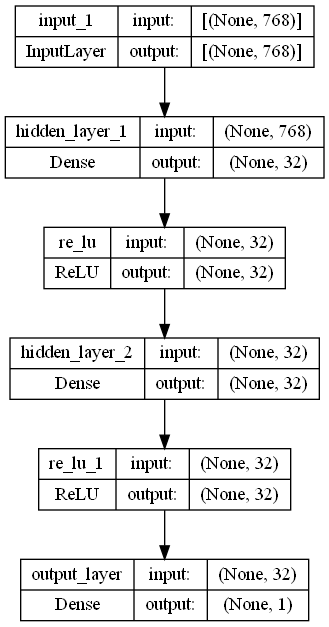 input_1 input: [(None, 768)]
InputLayer output: [(None, 768)]
hidden_layer_1 input: (None, 768)
Dense output: (None, 32)
re_lu input: (None, 32)
ReLU output: (None, 32)
hidden_layer_2 input: (None, 32)
Dense output: (None, 32)
re_lu_1 input: (None, 32)
ReLU output: (None, 32)
output_layer input: (None, 32)
Dense output: (None, 1)